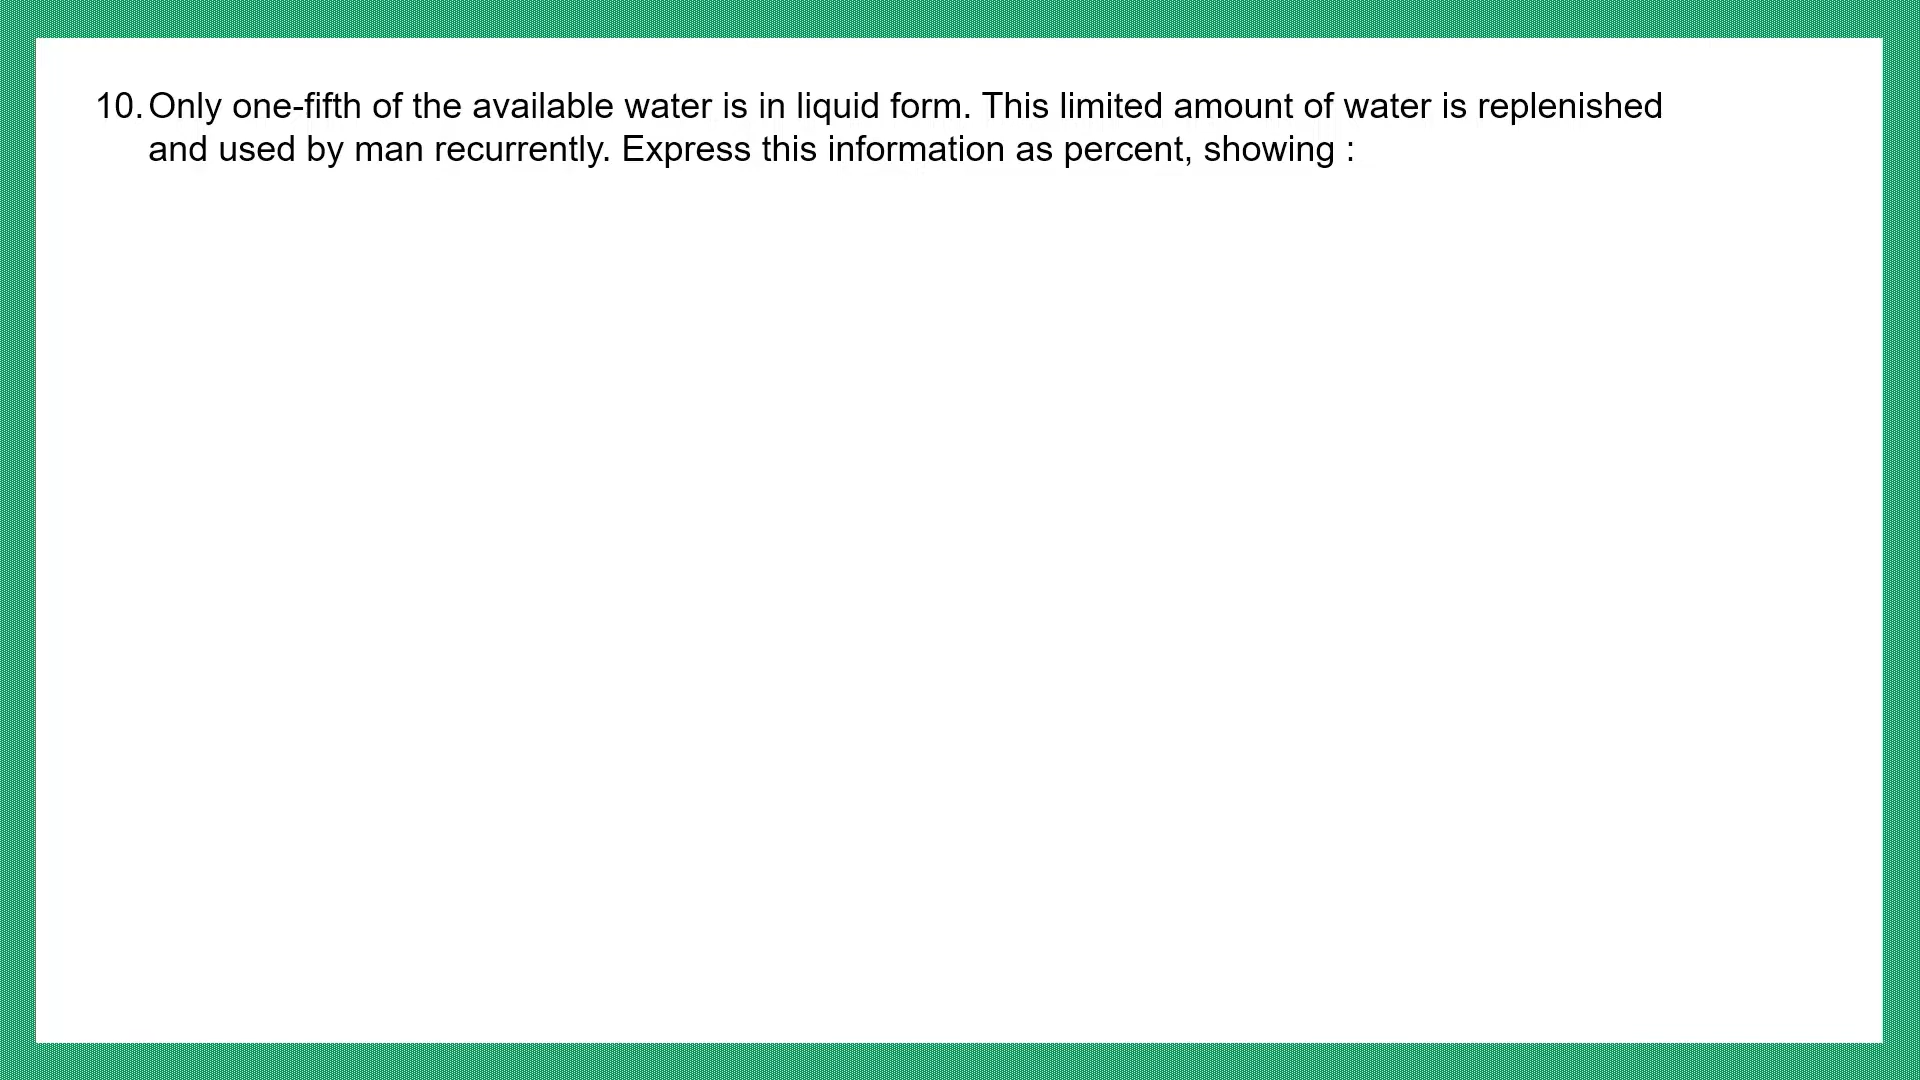 10. Only one-fifth of the available water is in liquid form. This limited amount of water is replenished
and used by man recurrently. Express this information as percent, showing :